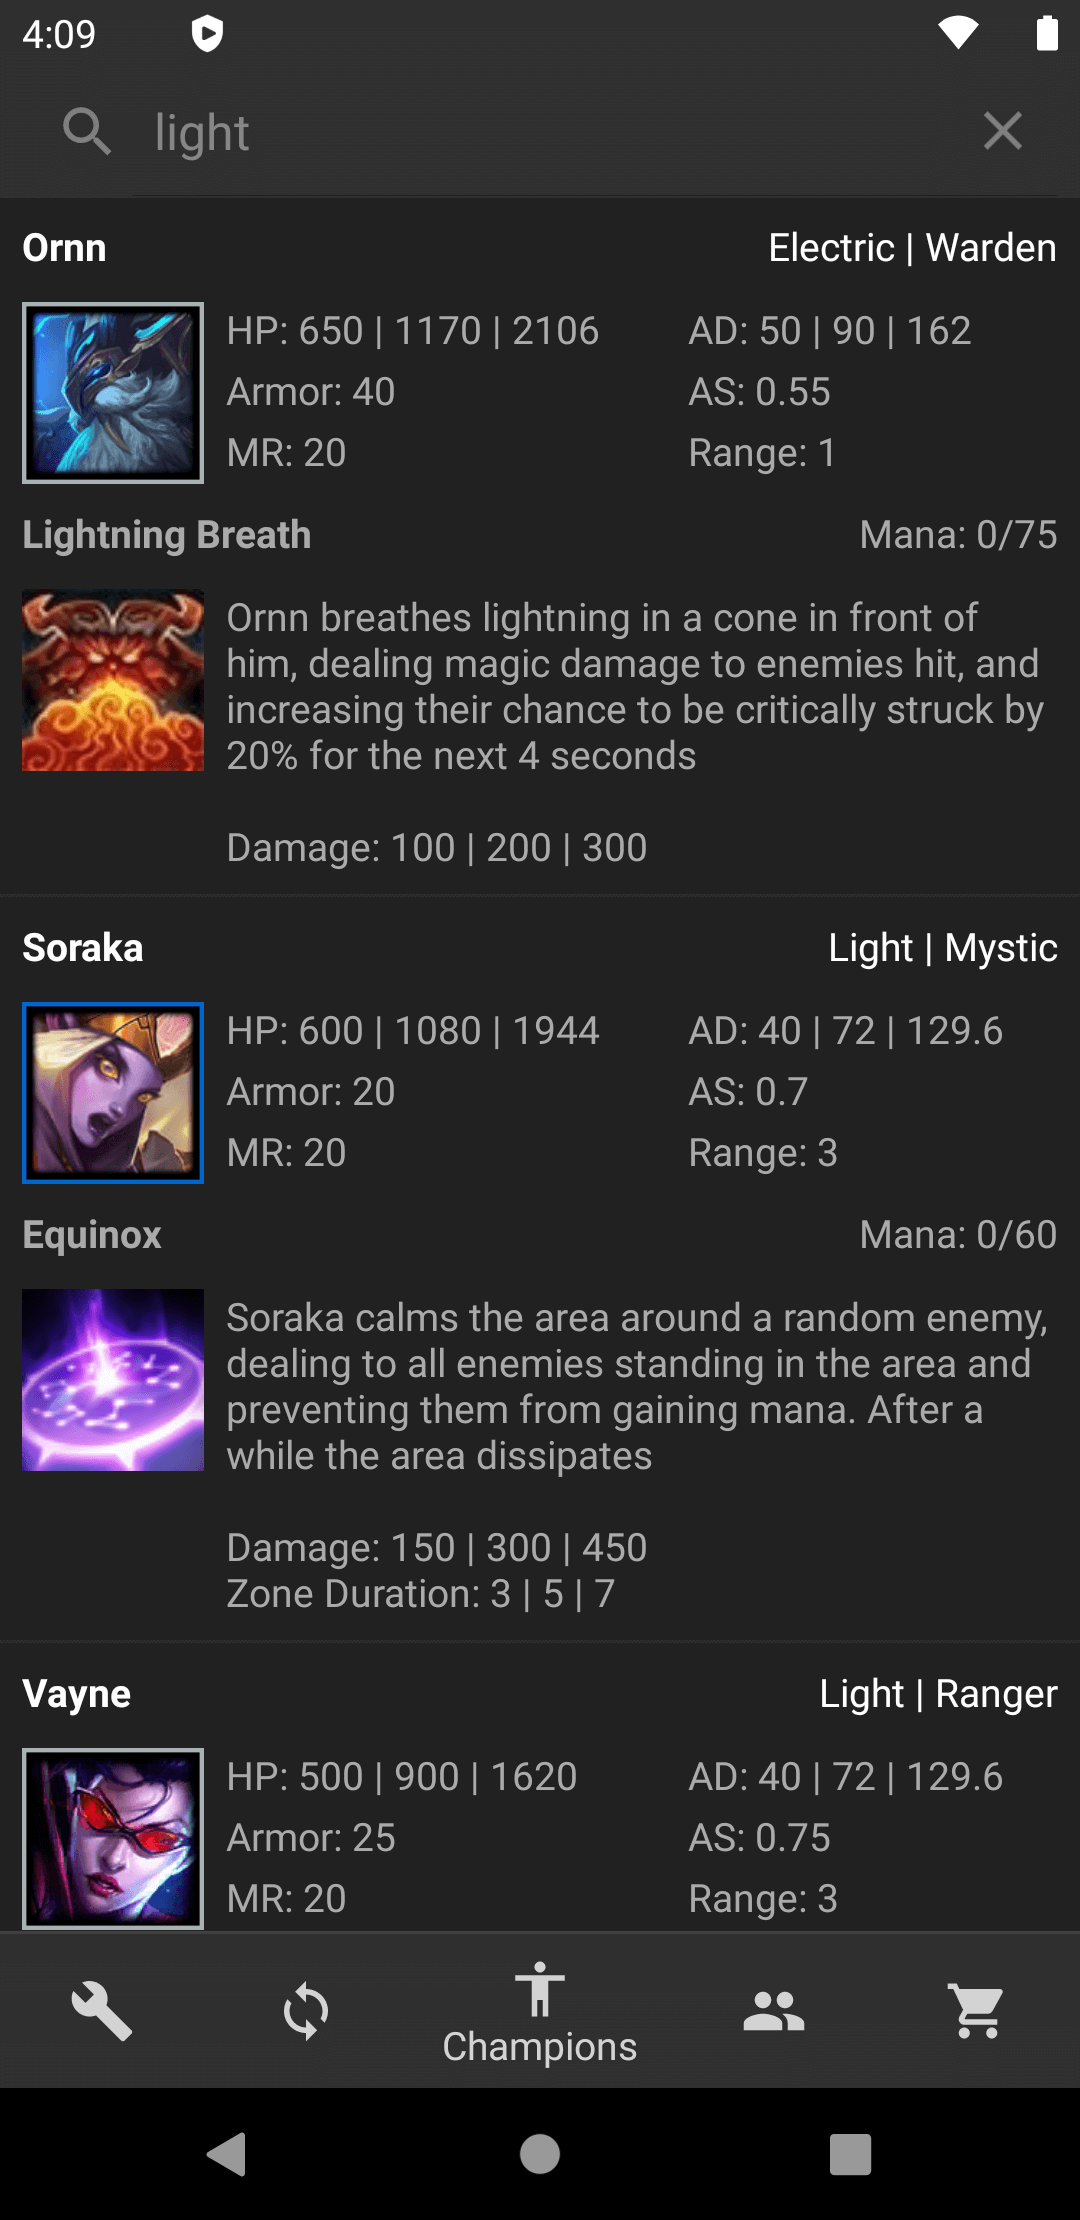 4:09
light
Ornn
Electric | Warden
HP: 650 | 1170 | 2106
AD: 50 | 90 | 162
Armor: 40
AS: 0.55
MR: 20
Range: 1
Lightning Breath
Mana: 0/75
Ornn breathes lightning in a cone in front of
him, dealing magic damage to enemies hit, and
increasing their chance to be critically struck by
20% for the next 4 seconds
Damage: 100 | 200 | 300
Soraka
Light | Mystic
HP: 600 | 1080 | 1944
AD: 40 | 72 | 129.6
Armor: 20
AS: 0.7
MR: 20
Range: 3
Equinox
Mana: 0/60
Soraka calms the area around a random enemy,
dealing to all enemies standing in the area and
preventing them from gaining mana. After a
while the area dissipates
Damage: 150 | 300 | 450
Zone Duration: 3 | 5 | 7
Vayne
Light | Ranger
HP: 500 | 900 | 1620
AD: 40 | 72 | 129.6
Armor: 25
AS: 0.75
MR: 20
Range: 3
Champions